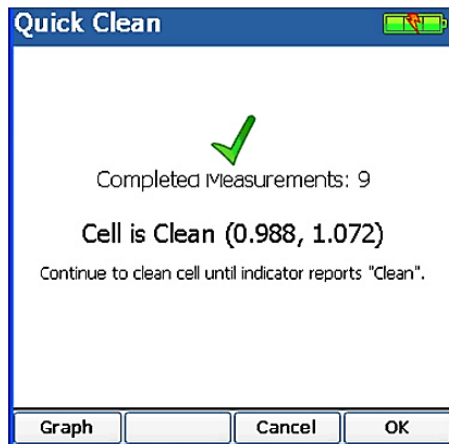 Quick Clean
Completed Measurements: 9
Cell is Clean (0.988, 1.072)
Continue to clean cell until indicator reports "Clean".
Graph
Cancel
OK